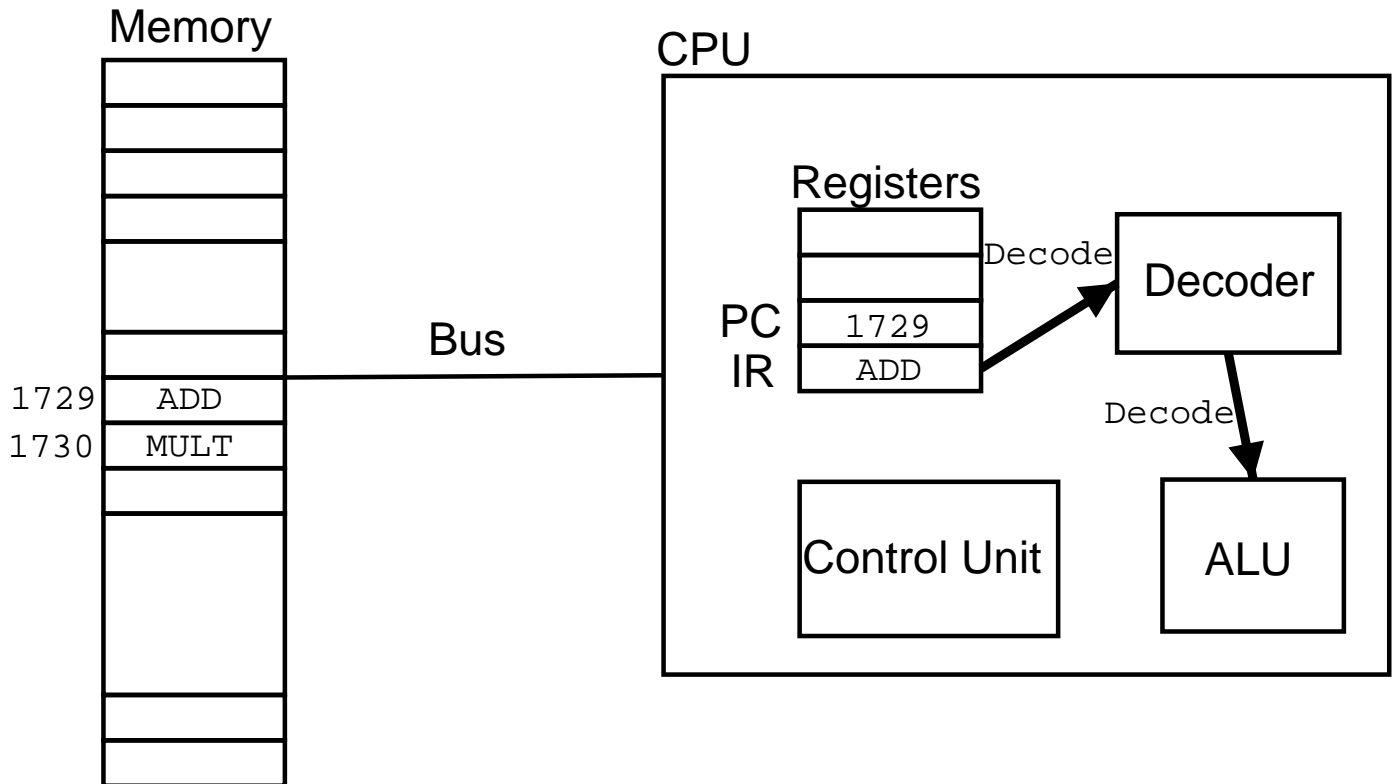 Memory
CPU
Registers
Decode
Decoder
PC 1729
Bus
IR ADD
1729 ADD
Decode
1730 MULT
Control Unit
ALU